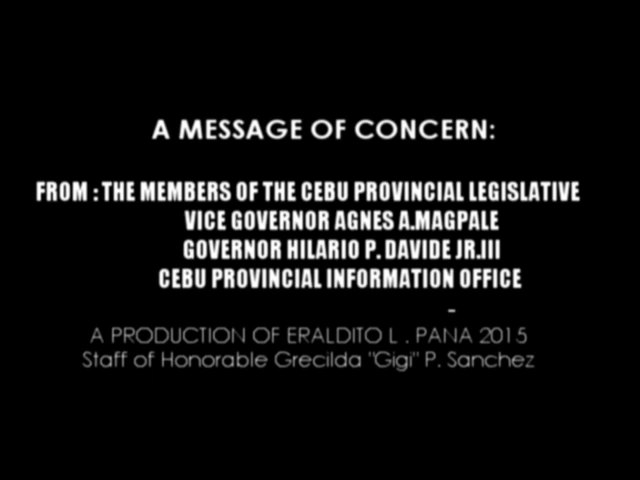 A MESSAGE OF CONCERN:
FROM : THE MEMBERS OF THE CEBU PROVINCIAL LEGISLATIVE
VICE GOVERNOR AGNES A.MAGPALE
GOVERNOR HILARIO P. DAVIDE JR.III
CEBU PROVINCIAL INFORMATION OFFICE
-
A PRODUCTION OF ERALDITO L . PANA 2015
Staff of Honorable Grecilda "Gigi" P. Sanchez